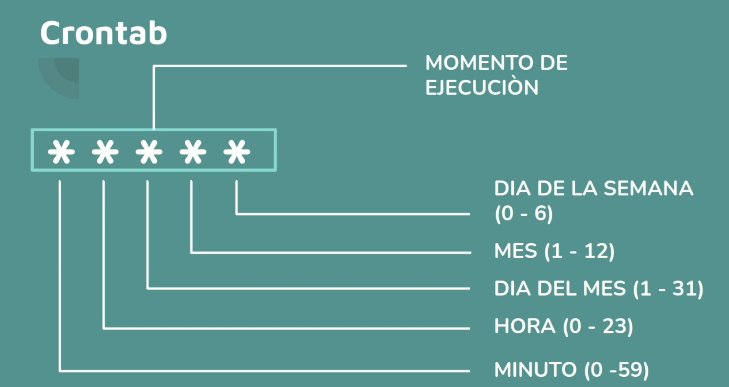 Crontab
MOMENTO DE
EJECUCIÒN
* * * * *
DIA DE LA SEMANA
(0 - 6)
MES (1 - 12)
DIA DEL MES (1 - 31)
HORA (0 - 23)
MINUTO (0 -59)